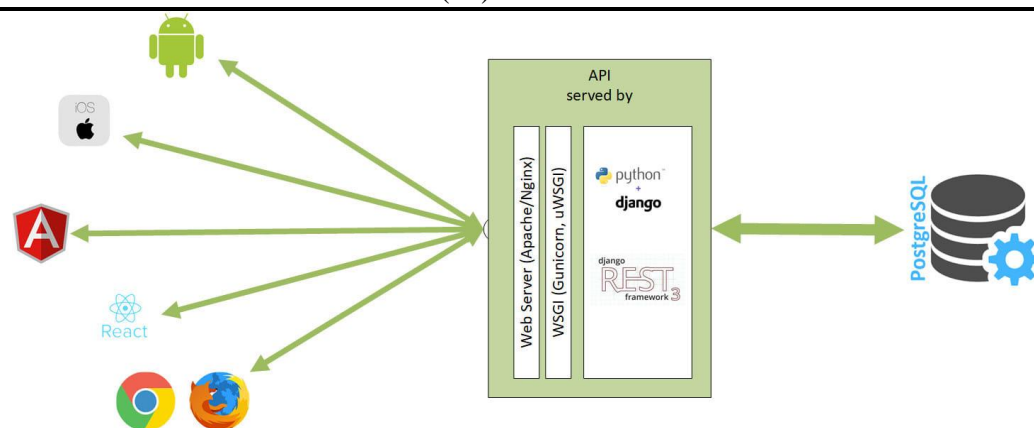 iOS
A
React
API
served by
Web Server (Apache/Nginx)
WSGI (Gunicorn, uWSGI)
python
+
django
django
REST
framework 3
PostgreSQL